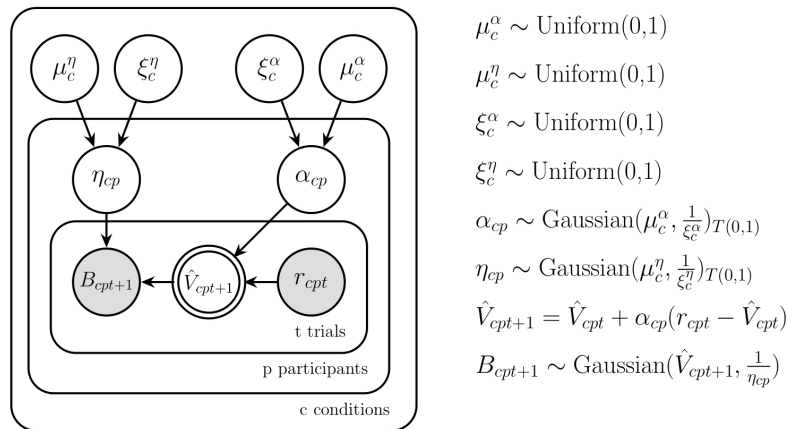 μ_c^η ξ_c^η ξ_c^α μ_c^α
η_cp α_cp
B_cpt+1 V̂_cpt+1 r_cpt
t trials
p participants
c conditions
μ_c^α ∼ Uniform(0,1)
μ_c^η ∼ Uniform(0,1)
ξ_c^α ∼ Uniform(0,1)
ξ_c^η ∼ Uniform(0,1)
α_cp ∼ Gaussian(μ_c^α, 1/ξ_c^α)_T(0,1)
η_cp ∼ Gaussian(μ_c^η, 1/ξ_c^η)_T(0,1)
V̂_cpt+1 = V̂_cpt + α_cp(r_cpt − V̂_cpt)
B_cpt+1 ∼ Gaussian(V̂_cpt+1, 1/η_cp)